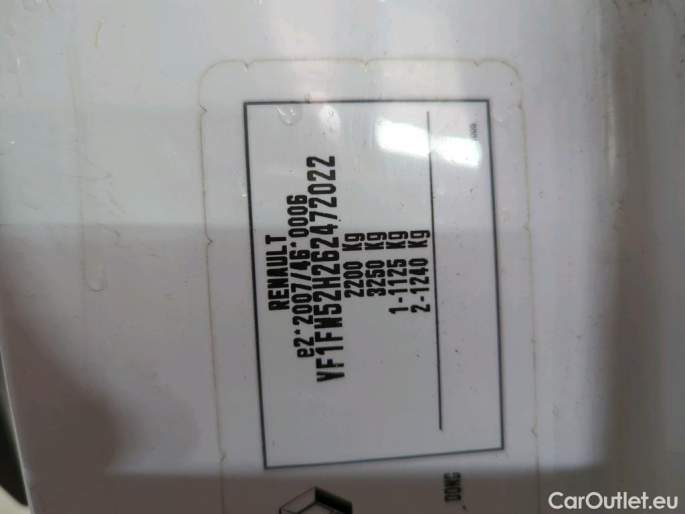 RENAULT
e2*2007/46*0006
VF1FW52H262472022
2200 Kg
3250 Kg
1-1125 Kg
2-1240 Kg
CarOutlet.eu